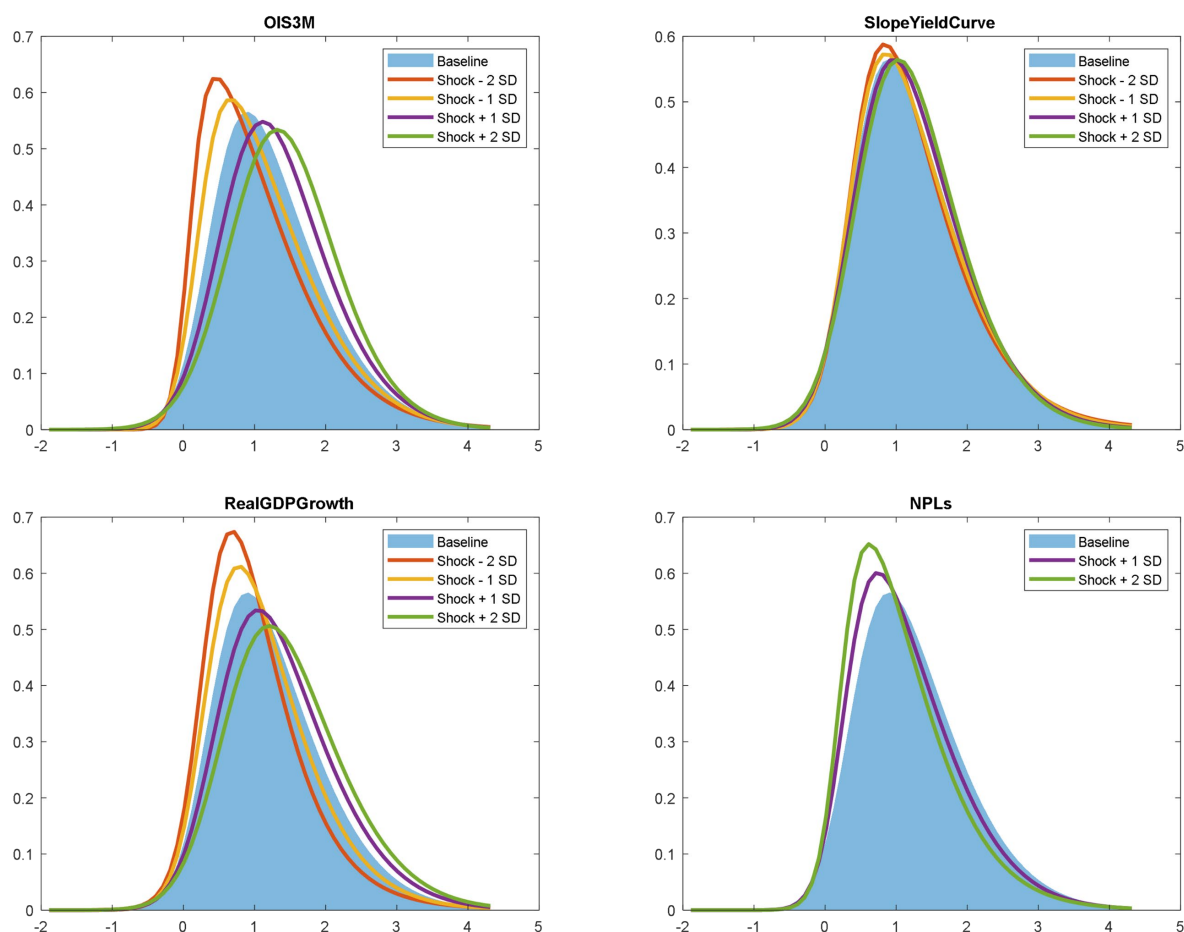 OIS3M
0.7
0.6
0.5
0.4
0.3
0.2
0.1
0
-2 -1 0 1 2 3 4 5
Baseline
Shock - 2 SD
Shock - 1 SD
Shock + 1 SD
Shock + 2 SD
SlopeYieldCurve
0.6
0.5
0.4
0.3
0.2
0.1
0
-2 -1 0 1 2 3 4 5
Baseline
Shock - 2 SD
Shock - 1 SD
Shock + 1 SD
Shock + 2 SD
RealGDPGrowth
0.7
0.6
0.5
0.4
0.3
0.2
0.1
0
-2 -1 0 1 2 3 4 5
Baseline
Shock - 2 SD
Shock - 1 SD
Shock + 1 SD
Shock + 2 SD
NPLs
0.7
0.6
0.5
0.4
0.3
0.2
0.1
0
-2 -1 0 1 2 3 4 5
Baseline
Shock + 1 SD
Shock + 2 SD